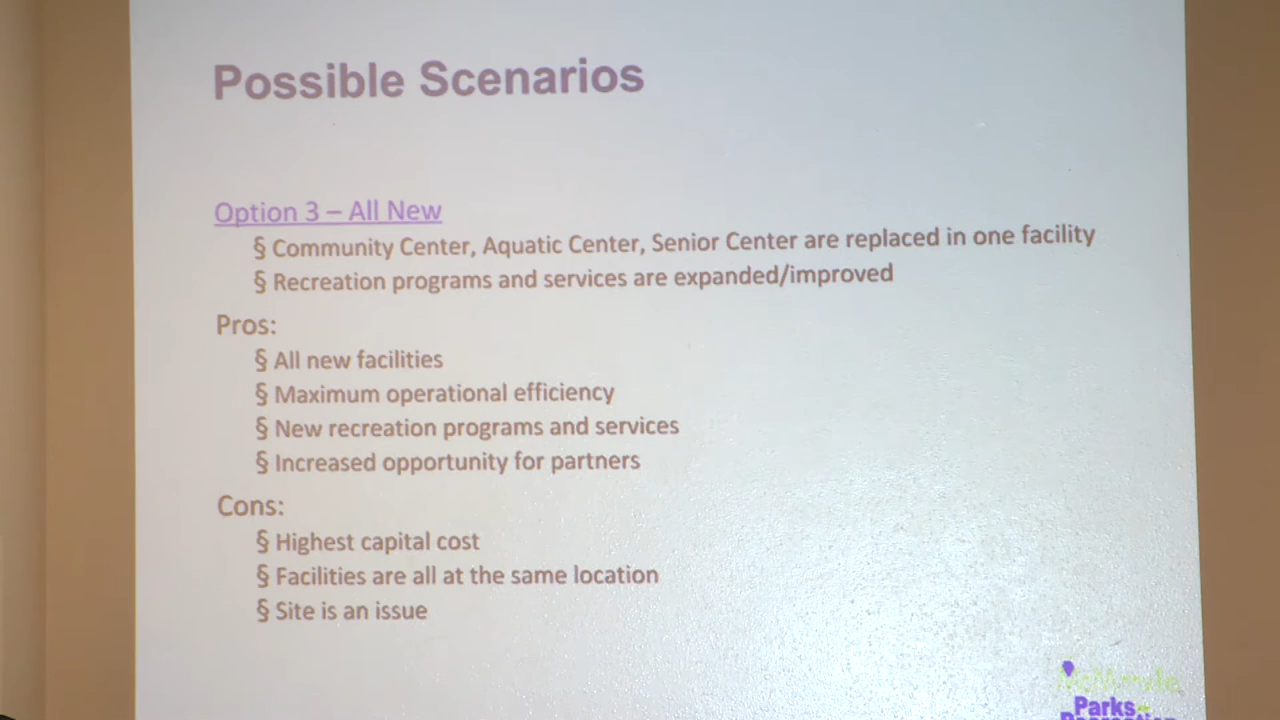 Possible Scenarios
Option 3 – All New
§ Community Center, Aquatic Center, Senior Center are replaced in one facility
§ Recreation programs and services are expanded/improved
Pros:
§ All new facilities
§ Maximum operational efficiency
§ New recreation programs and services
§ Increased opportunity for partners
Cons:
§ Highest capital cost
§ Facilities are all at the same location
§ Site is an issue
Parks
Recreation